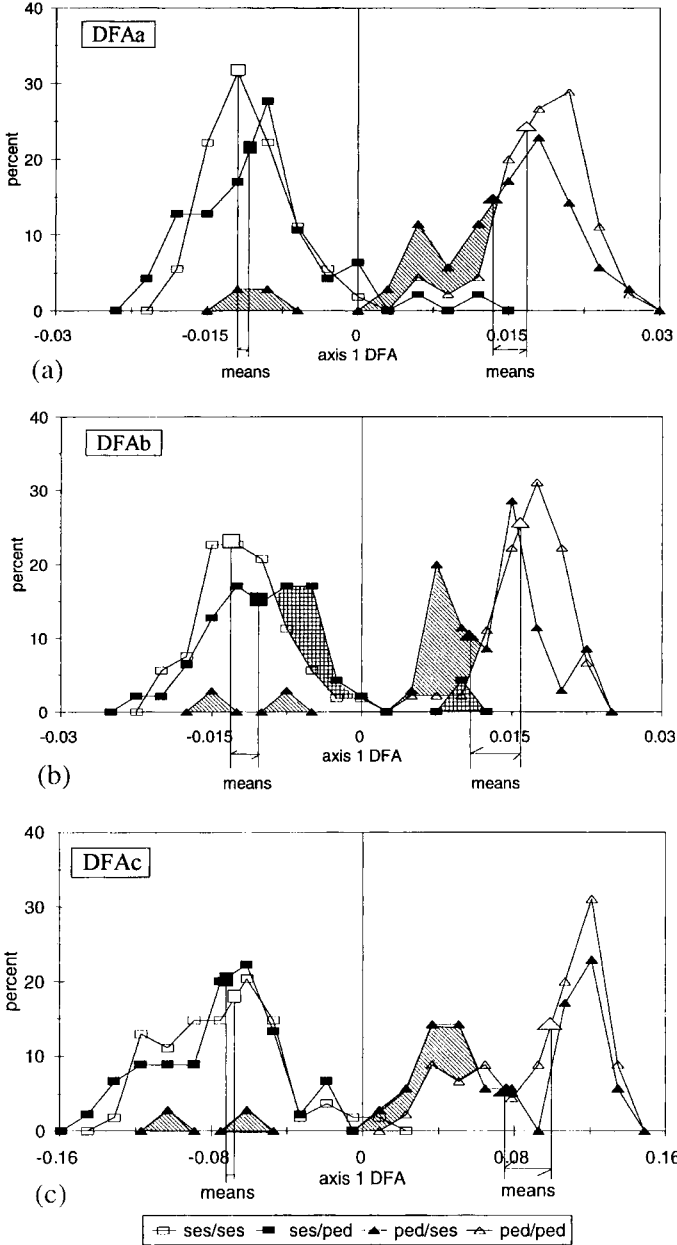 40
DFAa
30
20
10
0
percent
-0.03 -0.015 0 0.015 0.03
axis 1 DFA
(a)
means means
40
DFAb
30
20
10
0
percent
-0.03 -0.015 0 0.015 0.03
axis 1 DFA
(b)
means means
40
DFAc
30
20
10
0
percent
-0.16 -0.08 0 0.08 0.16
axis 1 DFA
(c)
means means
ses/ses ses/ped ped/ses ped/ped